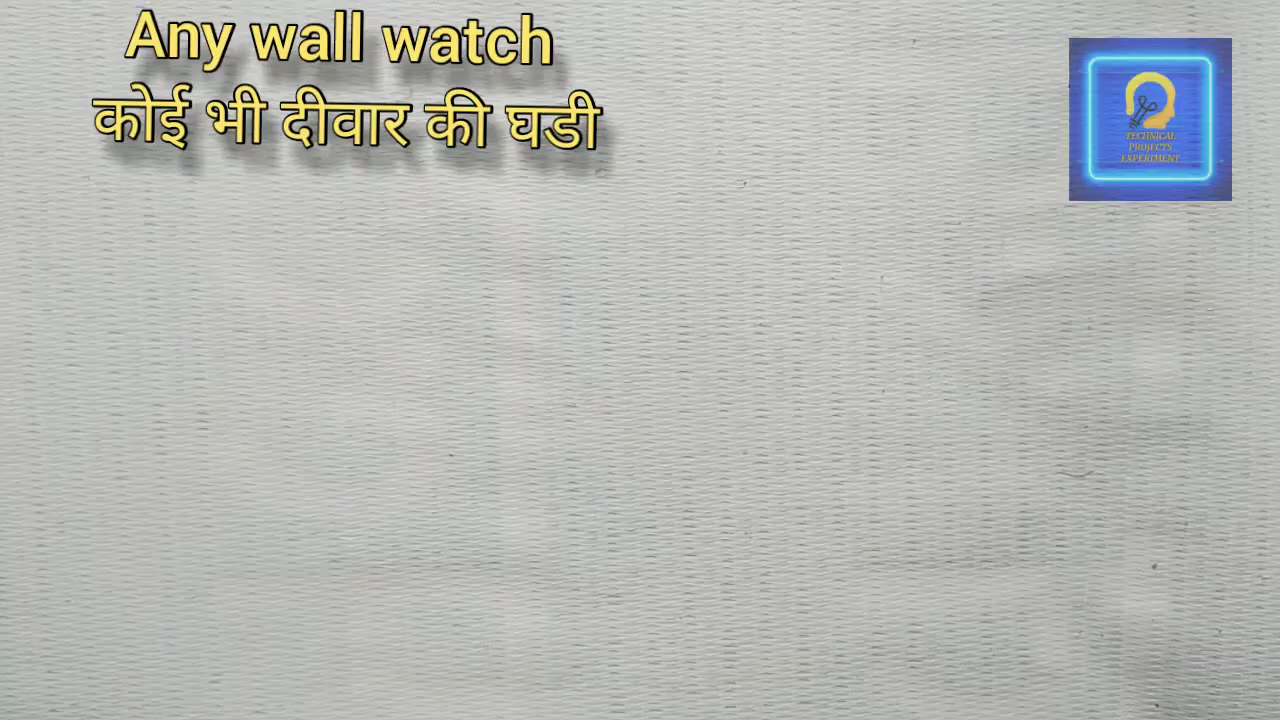 Any wall watch
कोई भी दीवार की घडी
TECHNICAL
PROJECTS
EXPERIMENT